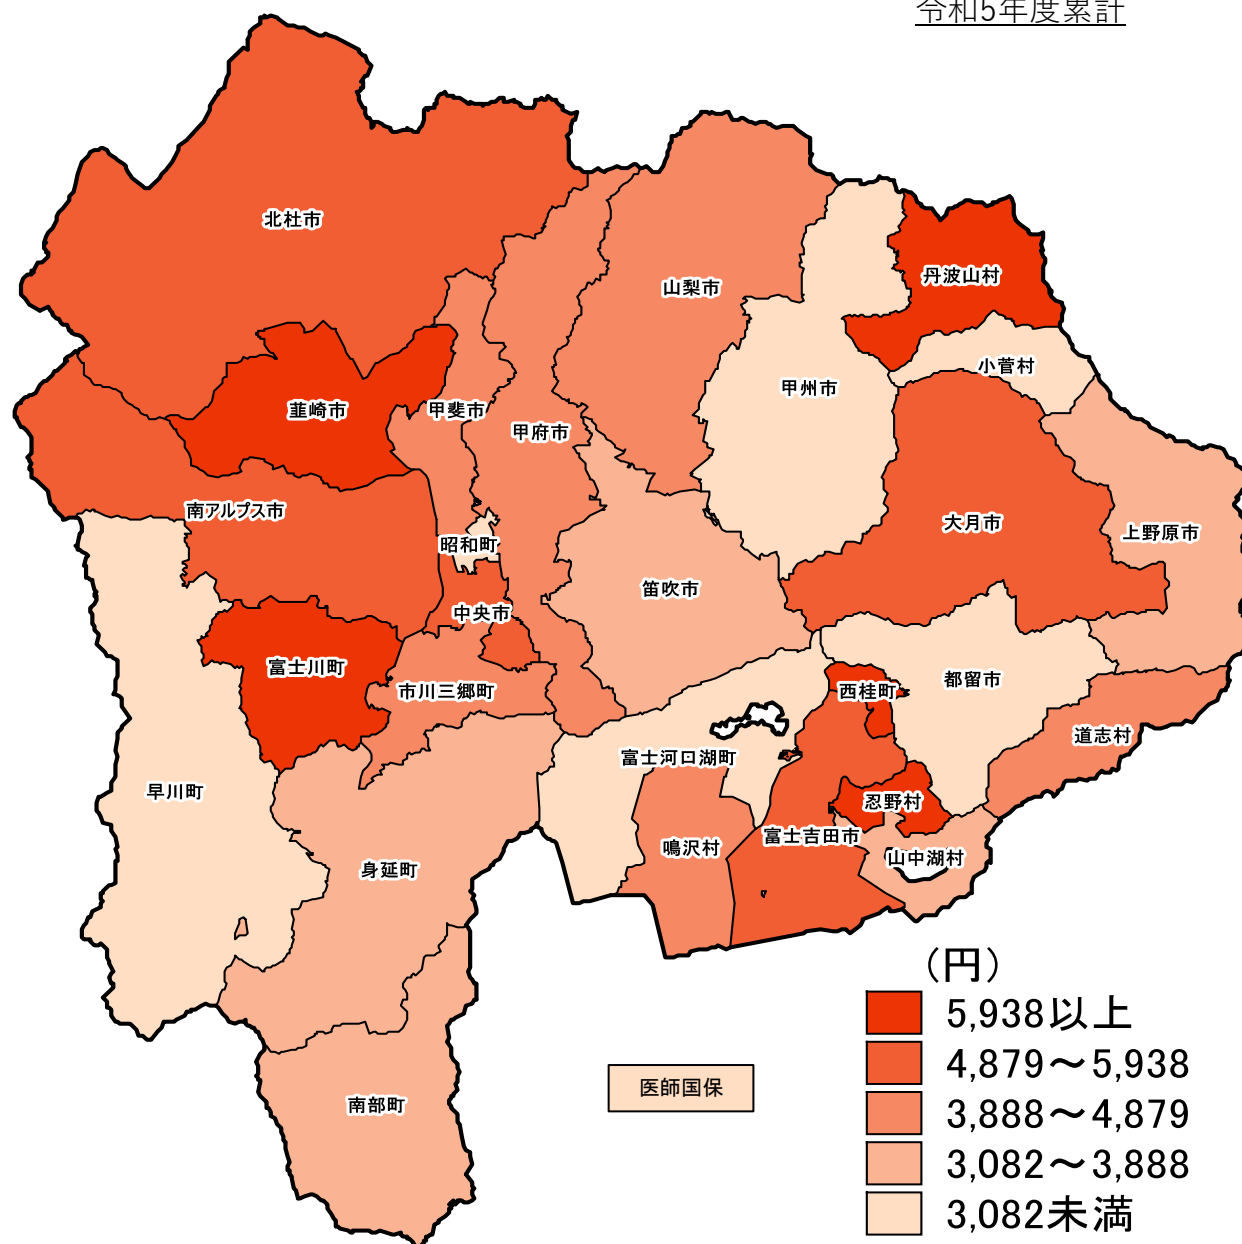 令和5年度累計
北杜市
山梨市
丹波山村
小菅村
甲州市
韮崎市
甲斐市
甲府市
南アルプス市
大月市
上野原市
昭和町
笛吹市
中央市
富士川町
市川三郷町
西桂町
都留市
道志村
富士河口湖町
早川町
忍野村
富士吉田市
鳴沢村
山中湖村
身延町
南部町
医師国保
(円)
5,938以上
4,879～5,938
3,888～4,879
3,082～3,888
3,082未満